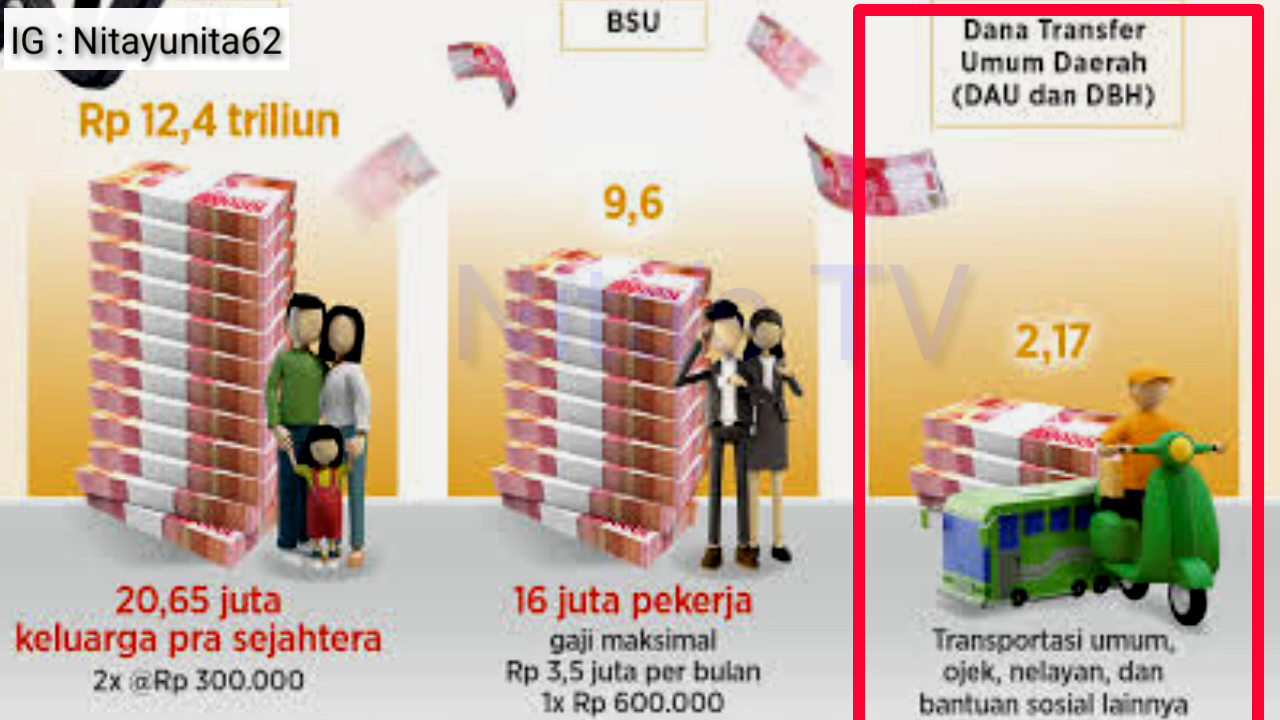 IG : Nitayunita62
Rp 12,4 triliun
20,65 juta
keluarga pra sejahtera
2x @Rp 300.000
BSU
9,6
16 juta pekerja
gaji maksimal
Rp 3,5 juta per bulan
1x Rp 600.000
Dana Transfer
Umum Daerah
(DAU dan DBH)
2,17
Transportasi umum,
ojek, nelayan, dan
bantuan sosial lainnya
TV